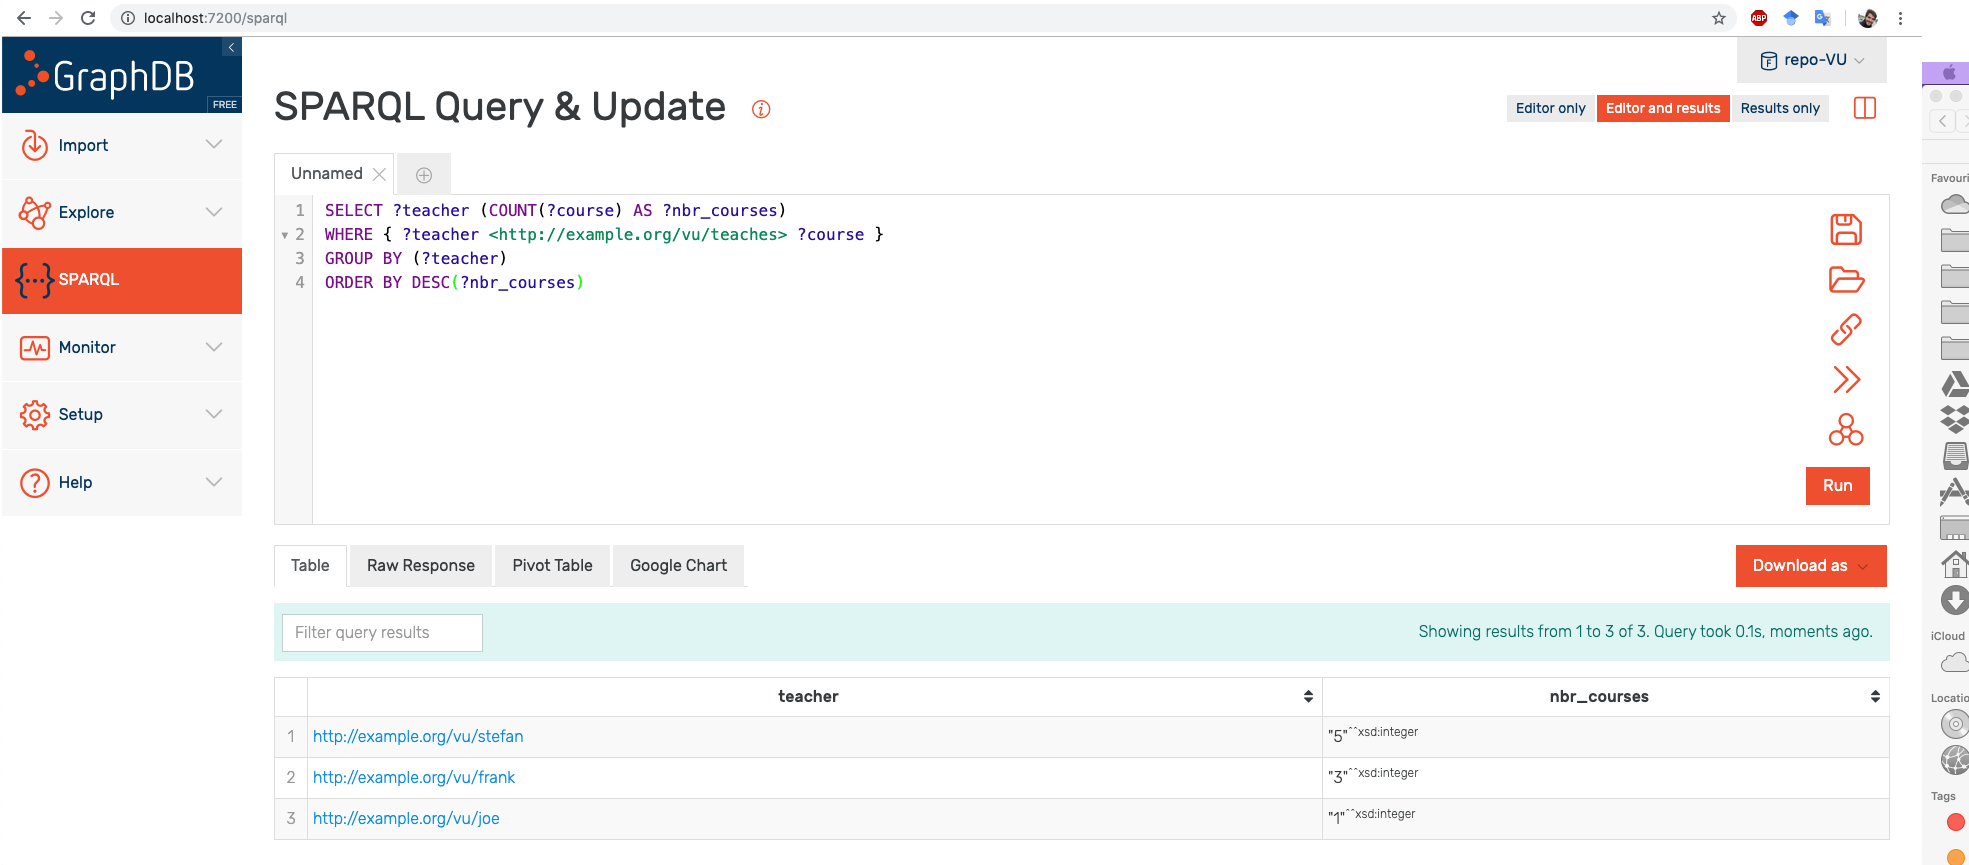 localhost:7200/sparql
ABP
GraphDB
FREE
repo-VU
SPARQL Query & Update
Editor only
Editor and results
Results only
Import
Explore
SPARQL
Monitor
Setup
Help
Unnamed
1 SELECT ?teacher (COUNT(?course) AS ?nbr_courses)
2 WHERE { ?teacher <http://example.org/vu/teaches> ?course }
3 GROUP BY (?teacher)
4 ORDER BY DESC(?nbr_courses)
Run
Table
Raw Response
Pivot Table
Google Chart
Download as
Filter query results
Showing results from 1 to 3 of 3. Query took 0.1s, moments ago.
teacher nbr_courses
1 http://example.org/vu/stefan "5"^^xsd:integer
2 http://example.org/vu/frank "3"^^xsd:integer
3 http://example.org/vu/joe "1"^^xsd:integer
Favouri
iCloud
Locatio
Tags